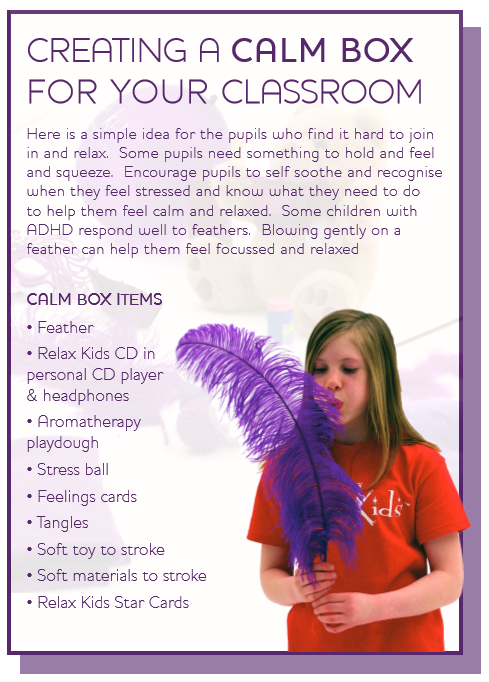 CREATING A CALM BOX
FOR YOUR CLASSROOM
Here is a simple idea for the pupils who find it hard to join
in and relax.  Some pupils need something to hold and feel
and squeeze.  Encourage pupils to self soothe and recognise
when they feel stressed and know what they need to do
to help them feel calm and relaxed.  Some children with
ADHD respond well to feathers.  Blowing gently on a
feather can help them feel focussed and relaxed
CALM BOX ITEMS
• Feather
• Relax Kids CD in
personal CD player
& headphones
• Aromatherapy
playdough
• Stress ball
• Feelings cards
• Tangles
• Soft toy to stroke
• Soft materials to stroke
• Relax Kids Star Cards
Kids